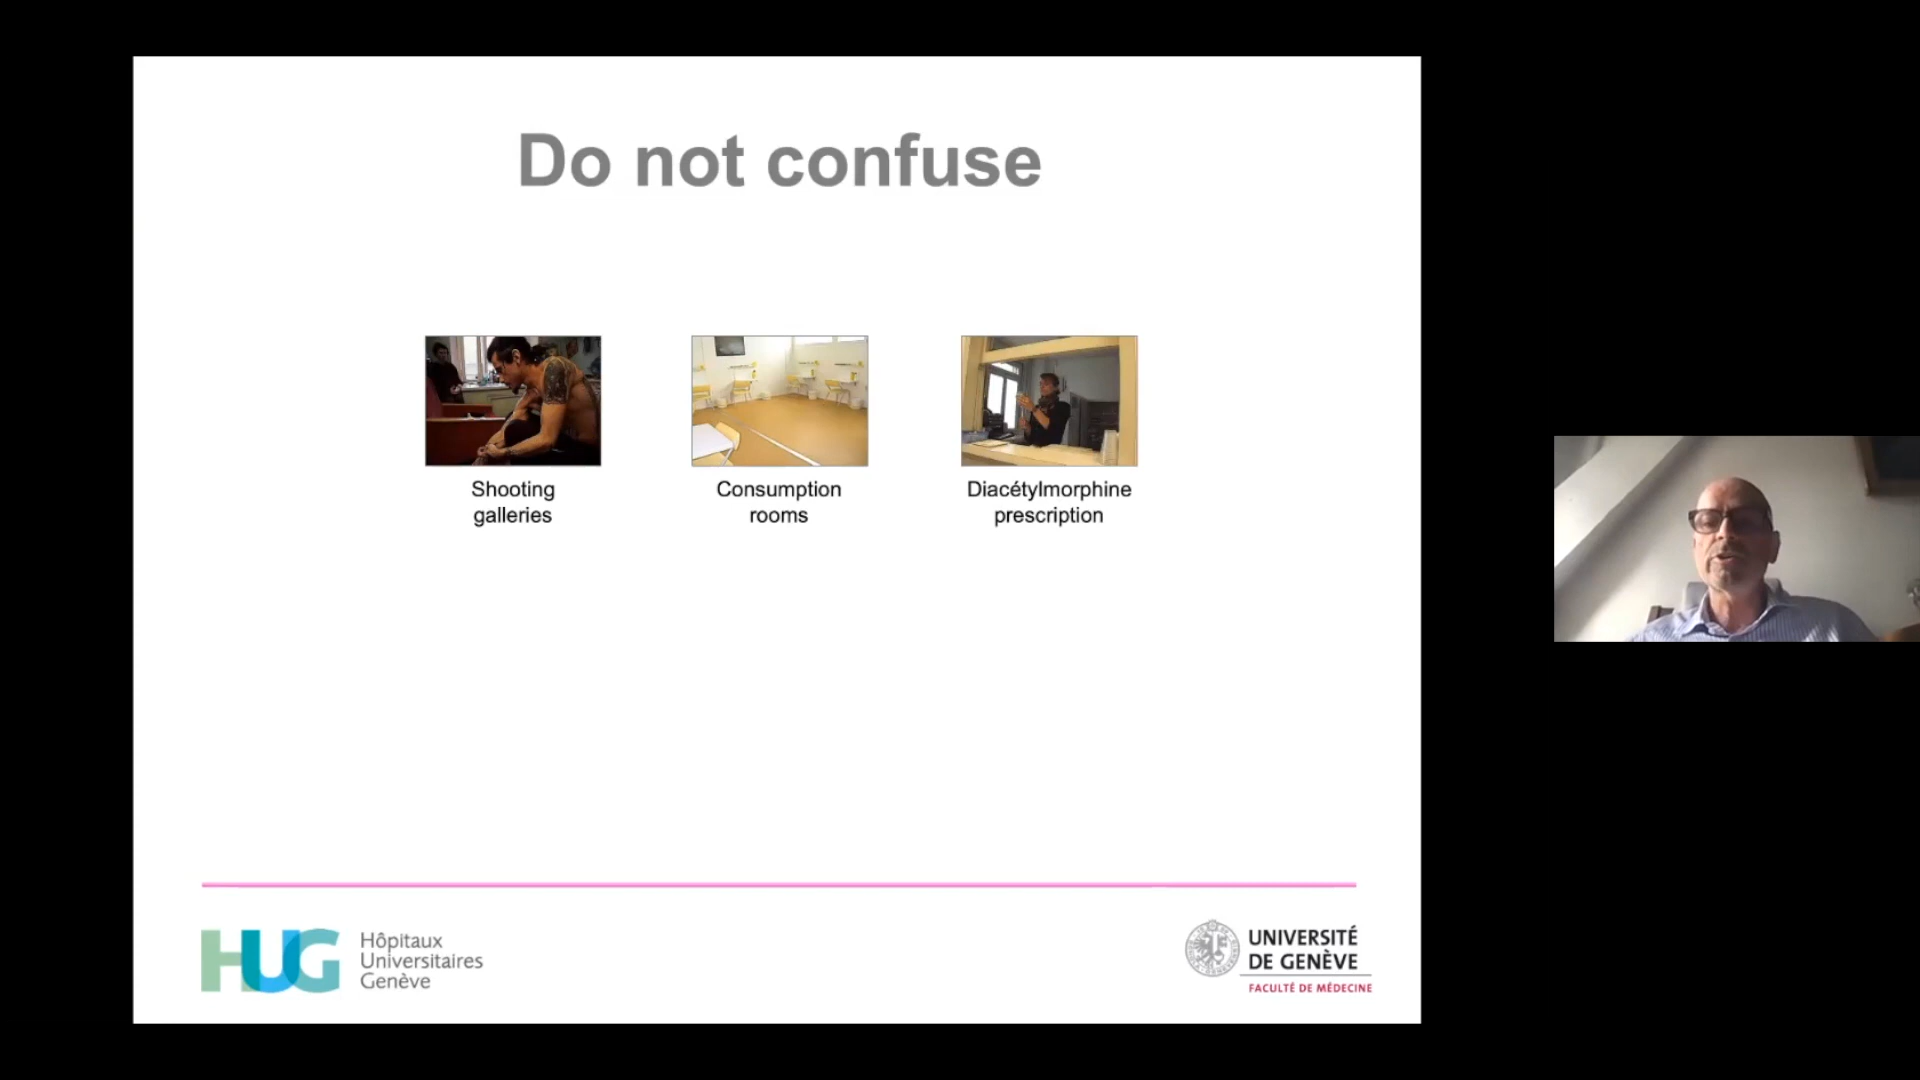 Do not confuse
Shooting
galleries
Consumption
rooms
Diacétylmorphine
prescription
HUG
Hôpitaux
Universitaires
Genève
UNIVERSITÉ
DE GENÈVE
FACULTÉ DE MÉDECINE